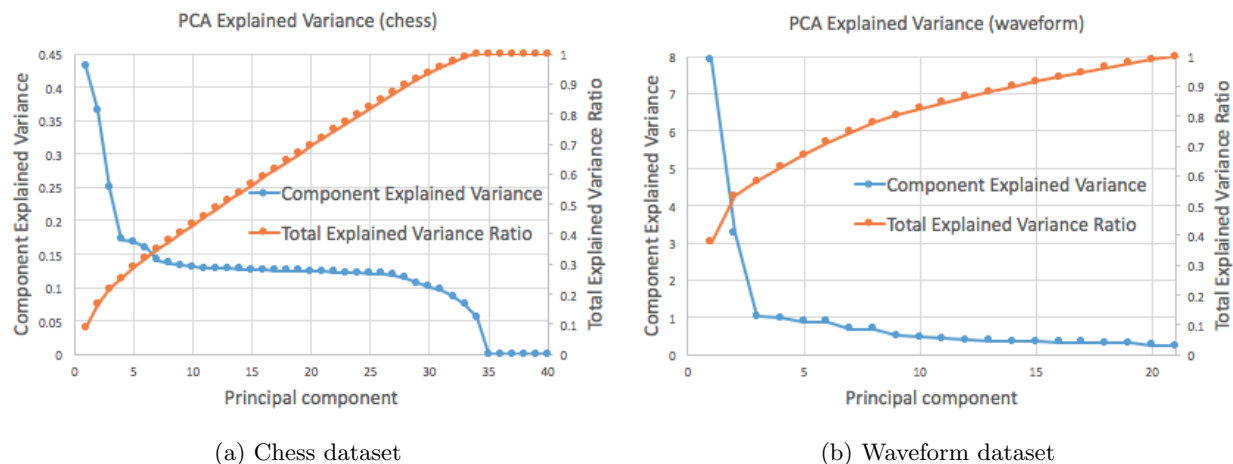 PCA Explained Variance (chess)
0.45
0.4
0.35
0.3
0.25
0.2
0.15
0.1
0.05
0
Component Explained Variance
1
0.9
0.8
0.7
0.6
0.5
0.4
0.3
0.2
0.1
0
Total Explained Variance Ratio
Component Explained Variance
Total Explained Variance Ratio
0 5 10 15 20 25 30 35 40
Principal component
(a) Chess dataset
PCA Explained Variance (waveform)
8
7
6
5
4
3
2
1
0
Component Explained Variance
1
0.9
0.8
0.7
0.6
0.5
0.4
0.3
0.2
0.1
0
Total Explained Variance Ratio
Component Explained Variance
Total Explained Variance Ratio
0 5 10 15 20
Principal component
(b) Waveform dataset